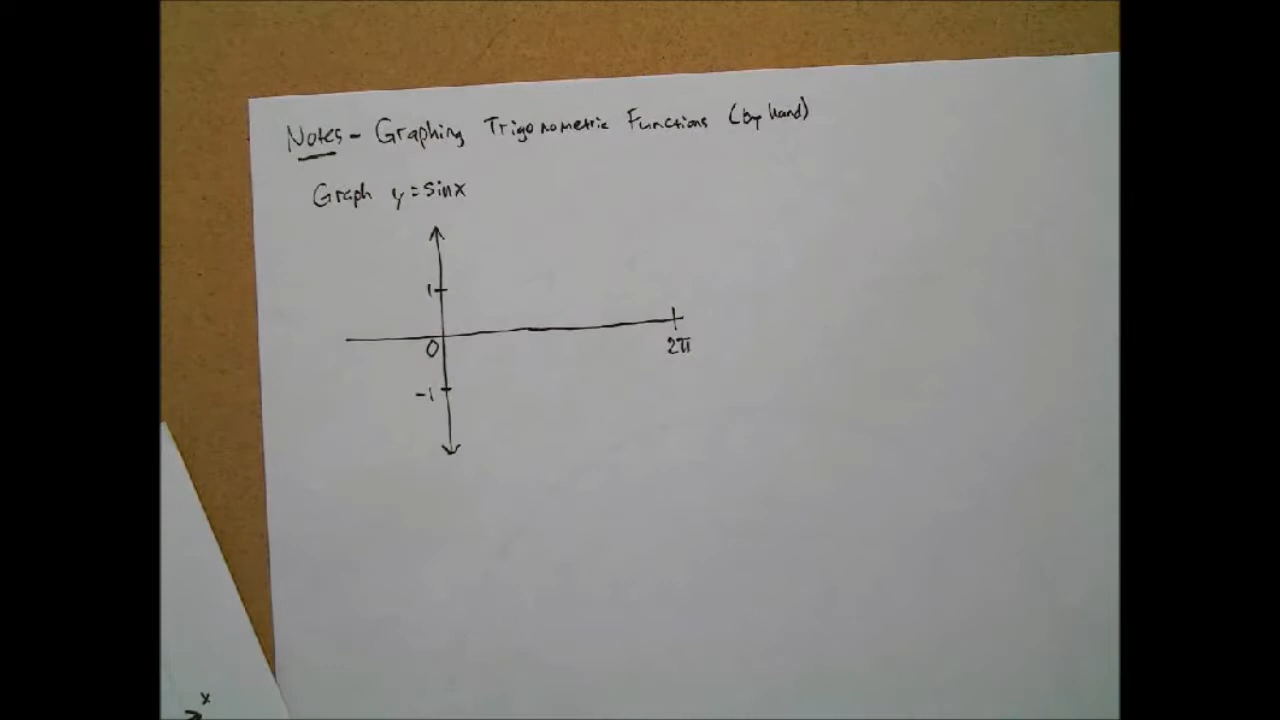 Notes - Graphing Trigonometric Functions (by hand)
Graph y = sin x
1
0
2π
-1
x